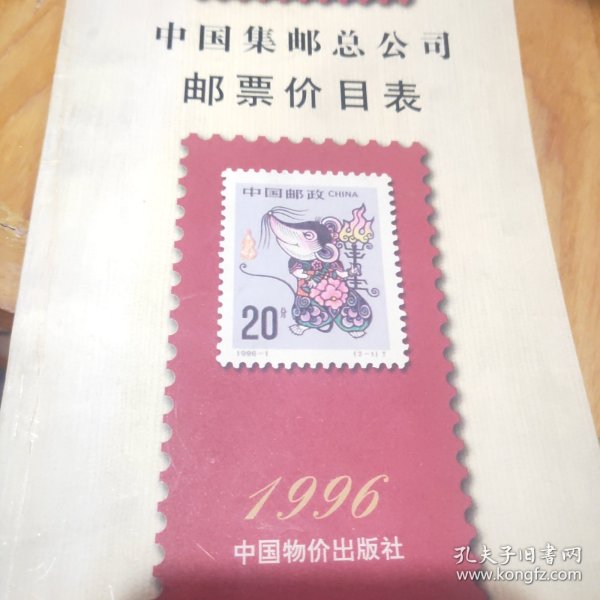 中国集邮总公司
邮票价目表
中国邮政 CHINA
20分
1996-1 (2-1)T
1996
中国物价出版社
孔夫子旧书网
www.kongfz.com